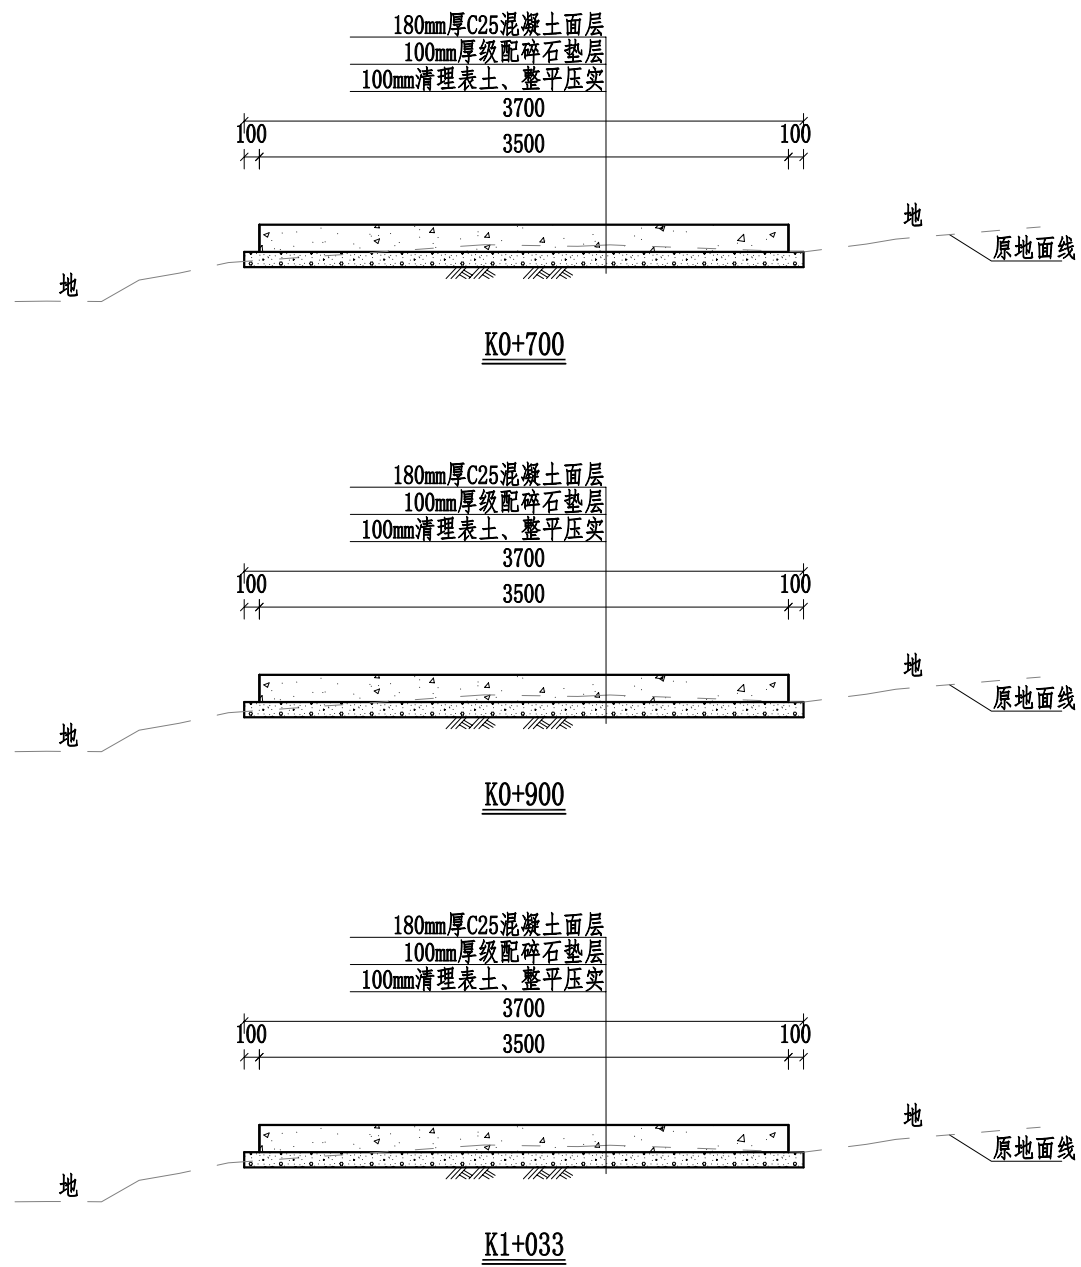 180mm厚C25混凝土面层
100mm厚级配碎石垫层
100mm清理表土、整平压实
3700
100
100
3500
地
原地面线
地
K0+700
180mm厚C25混凝土面层
100mm厚级配碎石垫层
100mm清理表土、整平压实
3700
100
100
3500
地
原地面线
地
K0+900
180mm厚C25混凝土面层
100mm厚级配碎石垫层
100mm清理表土、整平压实
3700
100
100
3500
地
原地面线
地
K1+033